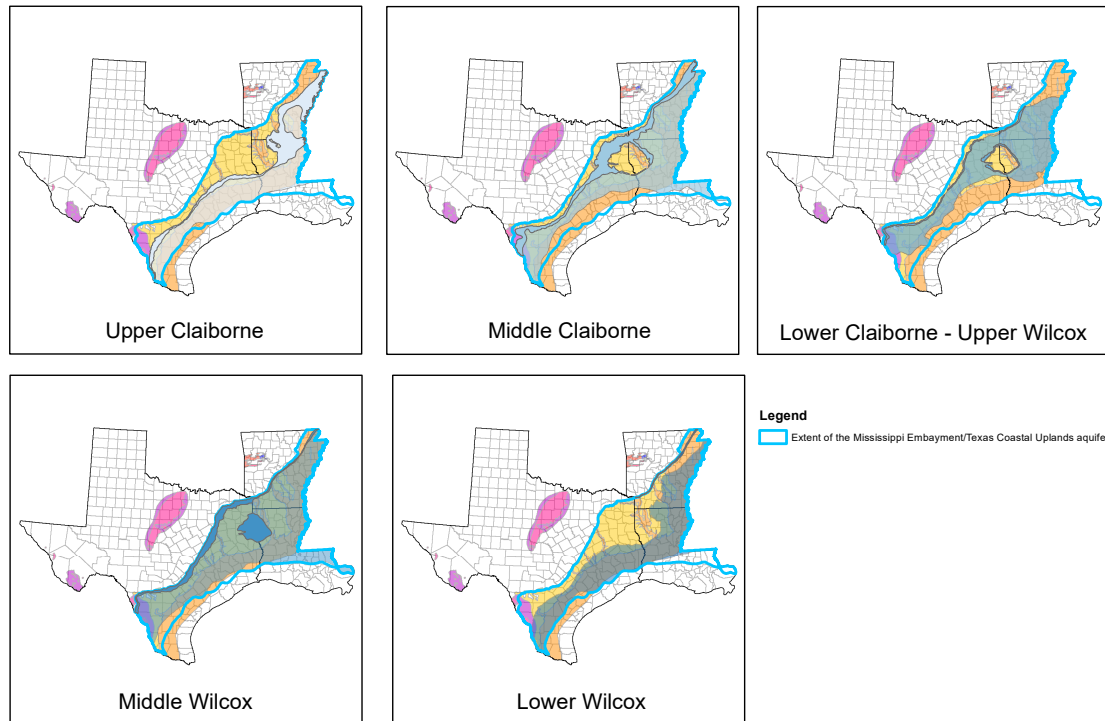 Upper Claiborne
Middle Claiborne
Lower Claiborne - Upper Wilcox
Middle Wilcox
Lower Wilcox
Legend
Extent of the Mississippi Embayment/Texas Coastal Uplands aquife